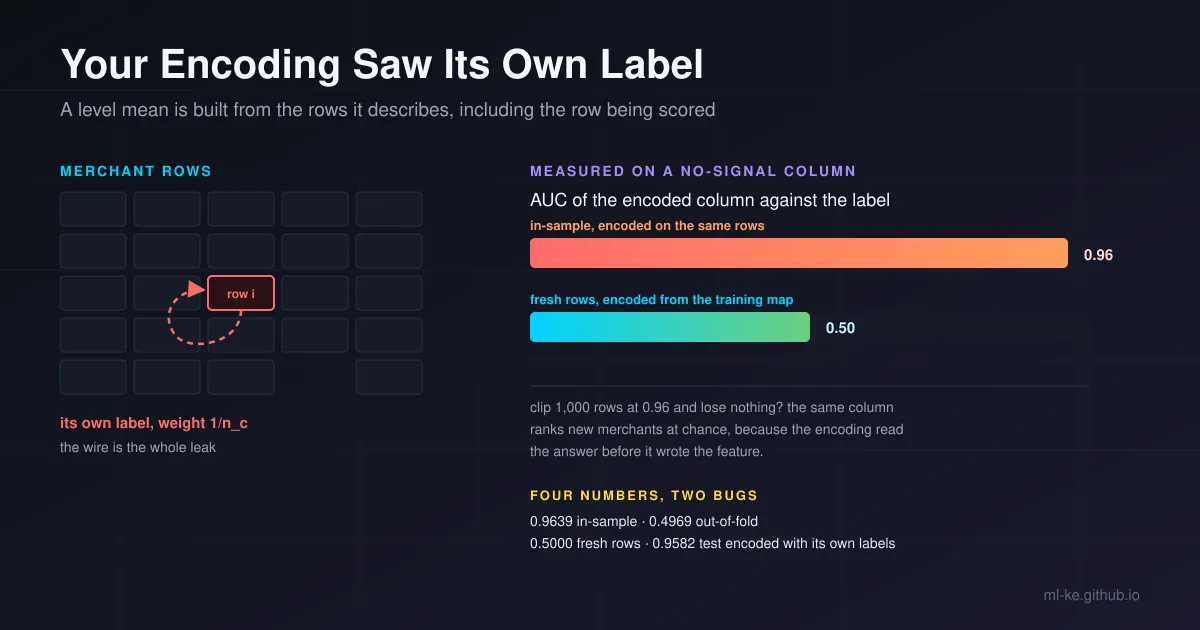 Your Encoding Saw Its Own Label
A level mean is built from the rows it describes, including the row being scored
MERCHANT ROWS
row i
its own label, weight 1/n_c
the wire is the whole leak
MEASURED ON A NO-SIGNAL COLUMN
AUC of the encoded column against the label
in-sample, encoded on the same rows
0.96
fresh rows, encoded from the training map
0.50
clip 1,000 rows at 0.96 and lose nothing? the same column
ranks new merchants at chance, because the encoding read
the answer before it wrote the feature.
FOUR NUMBERS, TWO BUGS
0.9639 in-sample · 0.4969 out-of-fold
0.5000 fresh rows · 0.9582 test encoded with its own labels
ml-ke.github.io